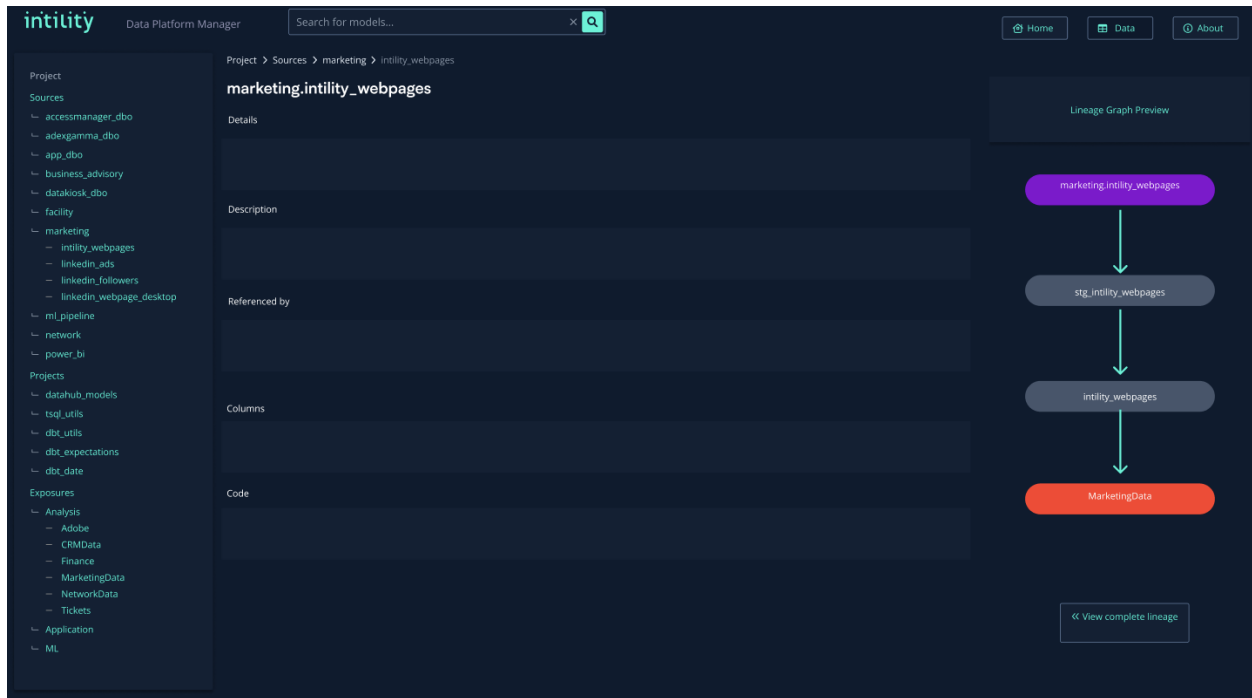 intility
Data Platform Manager
Search for models...
Home
Data
About
Project
Sources
accessmanager_dbo
adexgamma_dbo
app_dbo
business_advisory
datakiosk_dbo
facility
marketing
intility_webpages
linkedin_ads
linkedin_followers
linkedin_webpage_desktop
ml_pipeline
network
power_bi
Projects
datahub_models
tsql_utils
dbt_utils
dbt_expectations
dbt_date
Exposures
Analysis
Adobe
CRMData
Finance
MarketingData
NetworkData
Tickets
Application
ML
Project > Sources > marketing > intility_webpages
marketing.intility_webpages
Details
Description
Referenced by
Columns
Code
Lineage Graph Preview
marketing.intility_webpages
stg_intility_webpages
intility_webpages
MarketingData
View complete lineage